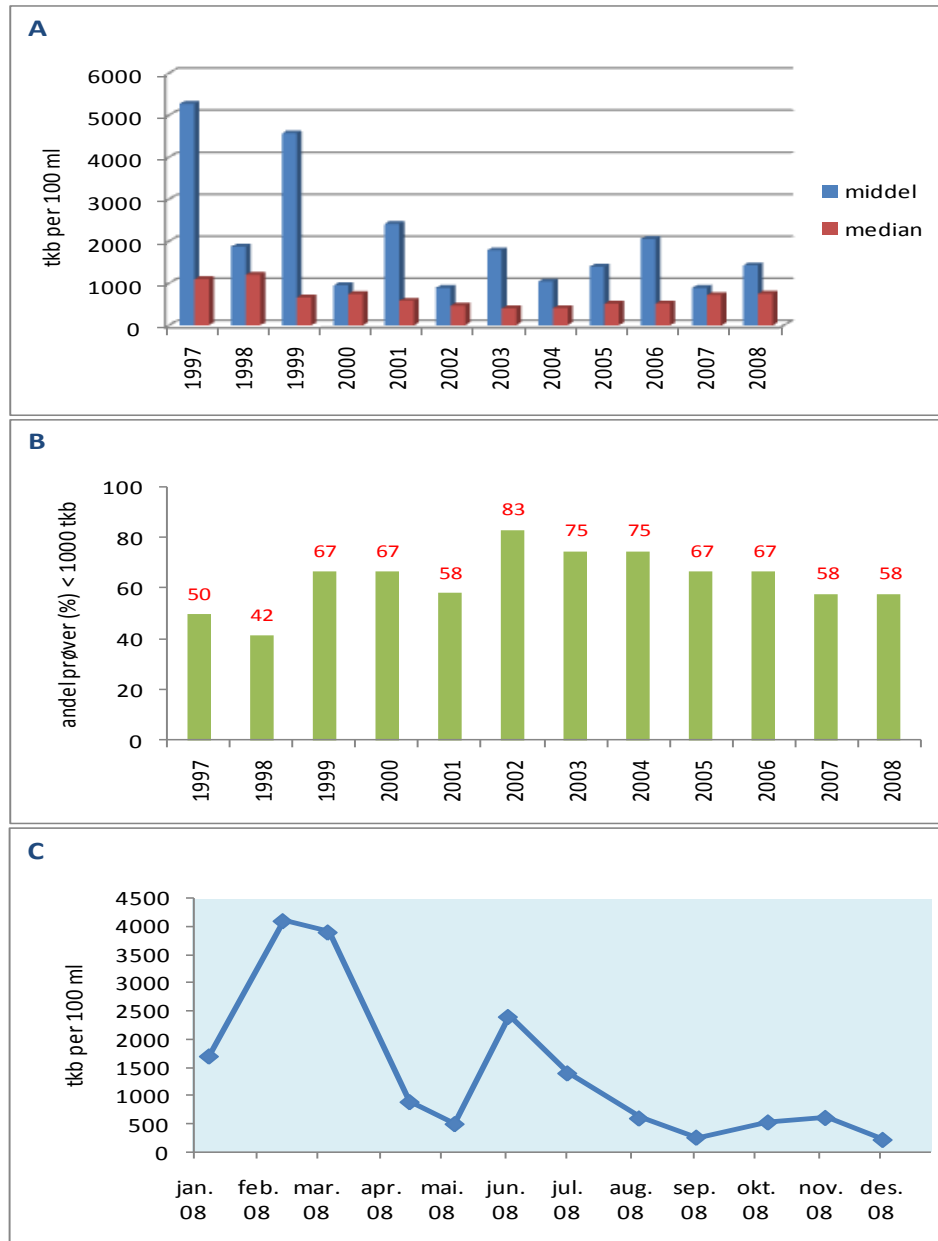 A
tkb per 100 ml
6000
5000
4000
3000
2000
1000
0
1997 1998 1999 2000 2001 2002 2003 2004 2005 2006 2007 2008
middel
median
B
andel prøver (%) < 1000 tkb
100
80
60
40
20
0
50 42 67 67 58 83 75 75 67 67 58 58
1997 1998 1999 2000 2001 2002 2003 2004 2005 2006 2007 2008
C
tkb per 100 ml
4500
4000
3500
3000
2500
2000
1500
1000
500
0
jan. feb. mar. apr. mai. jun. jul. aug. sep. okt. nov. des.
08 08 08 08 08 08 08 08 08 08 08 08